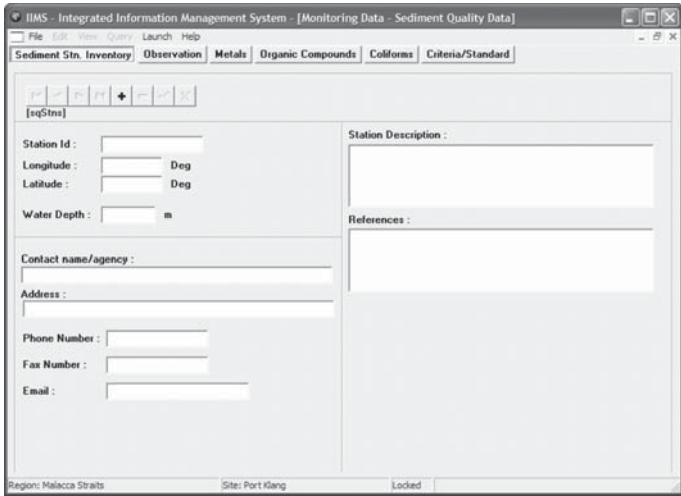 IIMS - Integrated Information Management System - [Monitoring Data - Sediment Quality Data]
File Edit View Query Launch Help
Sediment Stn. Inventory Observation Metals Organic Compounds Coliforms Criteria/Standard
[sqStns]
Station Id :
Longitude : Deg
Latitude : Deg
Water Depth : m
Contact name/agency :
Address :
Phone Number :
Fax Number :
Email :
Station Description :
References :
Region: Malacca Straits Site: Port Klang Locked